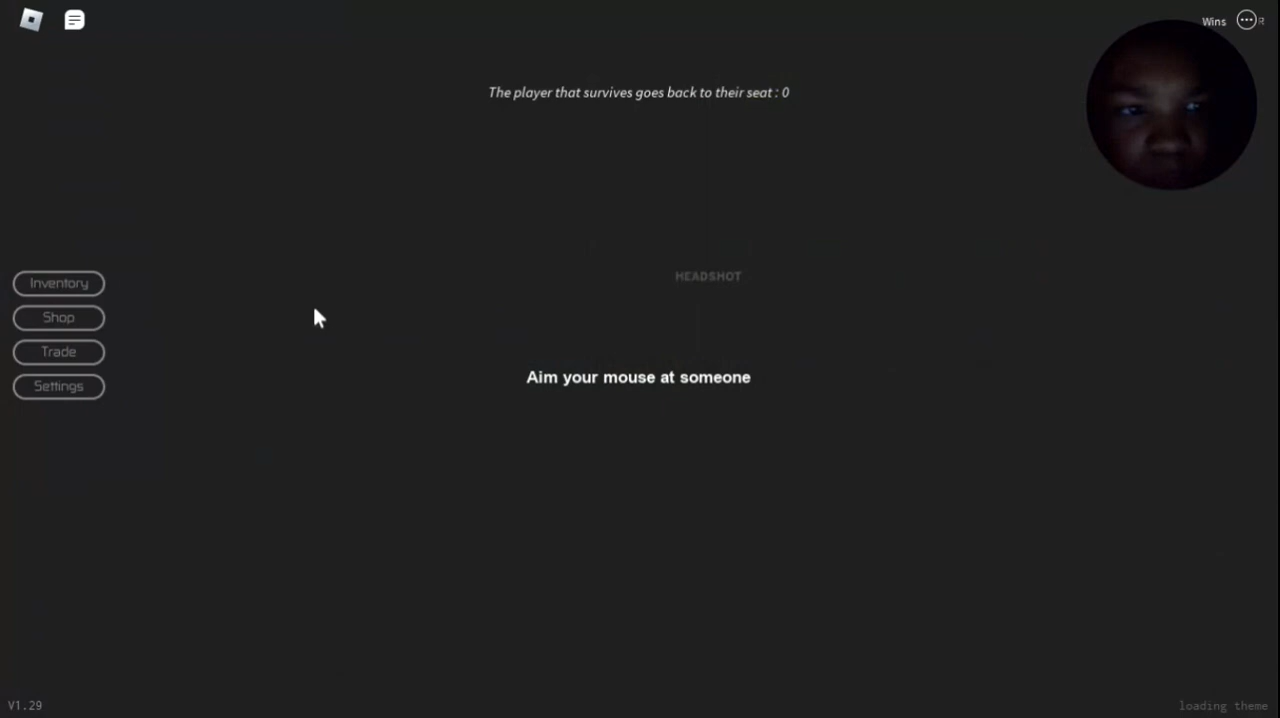 Wins
The player that survives goes back to their seat : 0
Inventory
HEADSHOT
Shop
Trade
Aim your mouse at someone
Settings
V1.29
loading theme